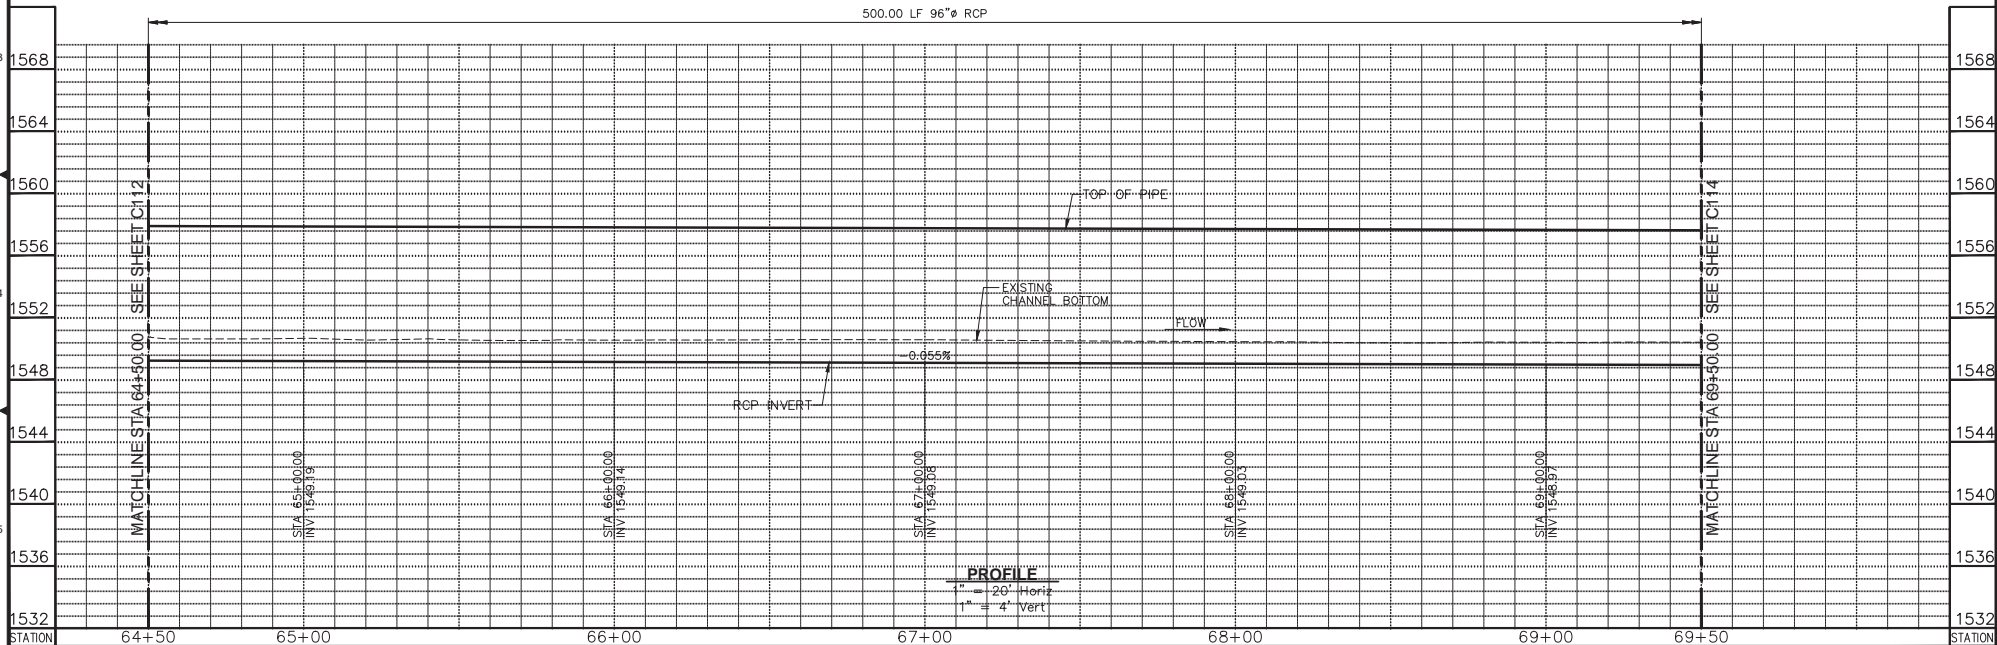 500.00 LF 96"ø RCP
1568
1564
1560
1556
1552
1548
1544
1540
1536
1532
STATION
1568
1564
1560
1556
1552
1548
1544
1540
1536
1532
STATION
MATCHLINE STA 64+50.00 SEE SHEET C112
MATCHLINE STA 69+50.00 SEE SHEET C114
TOP OF PIPE
EXISTING
CHANNEL BOTTOM
FLOW
-0.055%
RCP INVERT
STA 65+00.00
INV 1549.19
STA 66+00.00
INV 1549.14
STA 67+00.00
INV 1549.08
STA 68+00.00
INV 1549.03
STA 69+00.00
INV 1548.97
PROFILE
1" = 20' Horiz
1" = 4' Vert
64+50 65+00 66+00 67+00 68+00 69+00 69+50